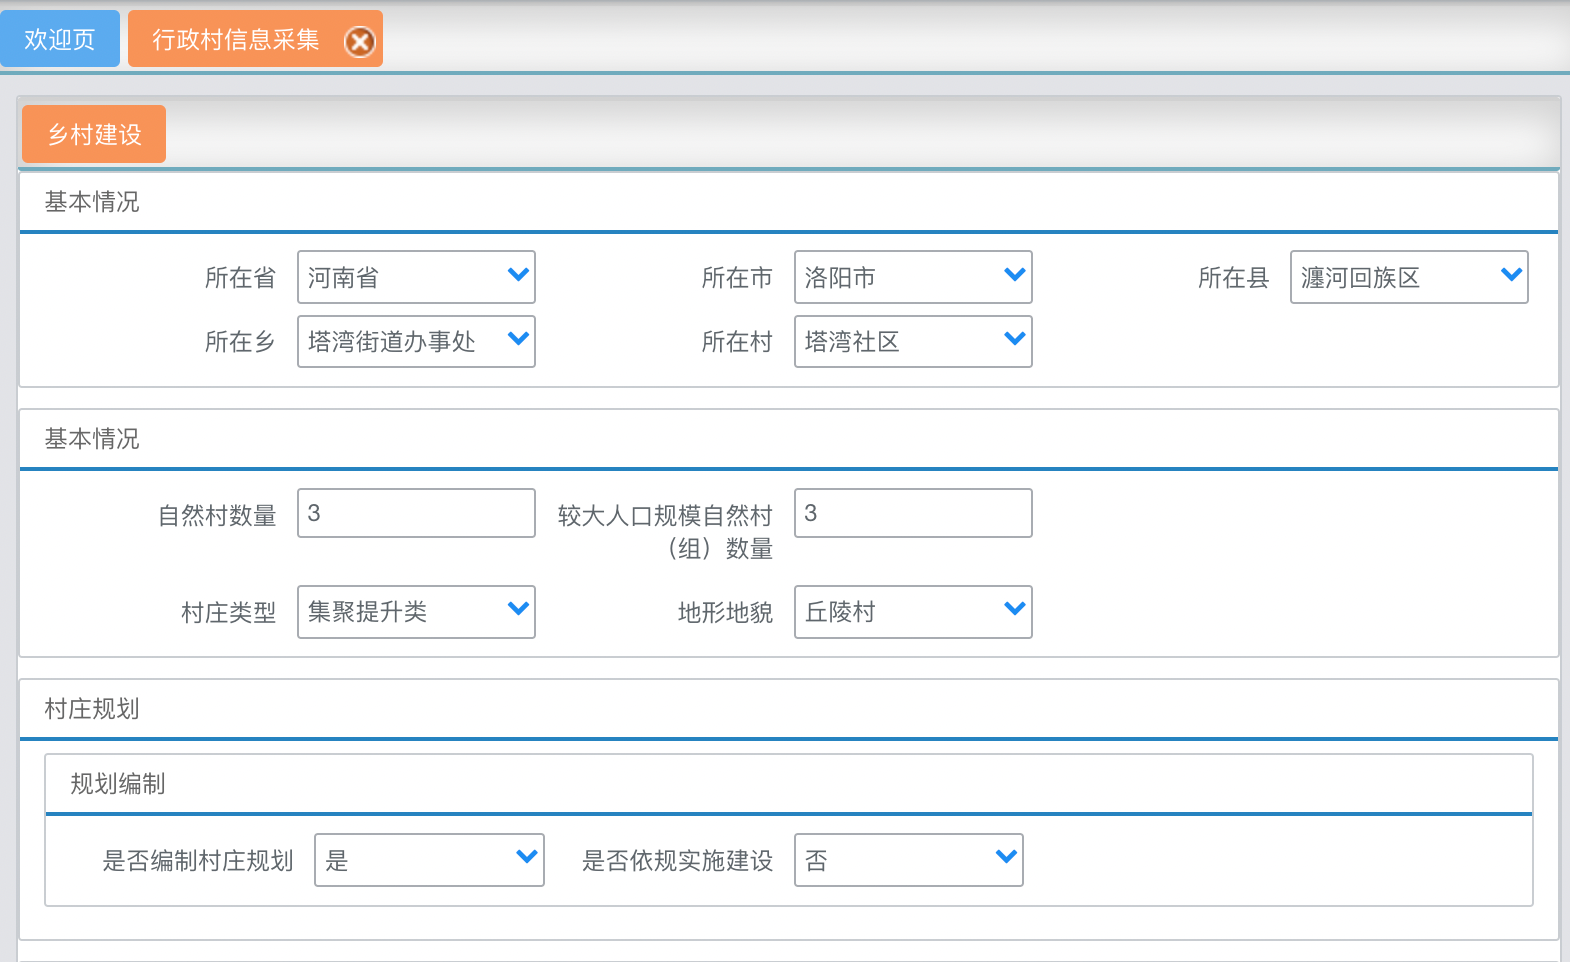 欢迎页 行政村信息采集
乡村建设
基本情况
所在省 河南省 所在市 洛阳市 所在县 瀍河回族区
所在乡 塔湾街道办事处 所在村 塔湾社区
基本情况
自然村数量 3 较大人口规模自然村 3
（组）数量
村庄类型 集聚提升类 地形地貌 丘陵村
村庄规划
规划编制
是否编制村庄规划 是 是否依规实施建设 否